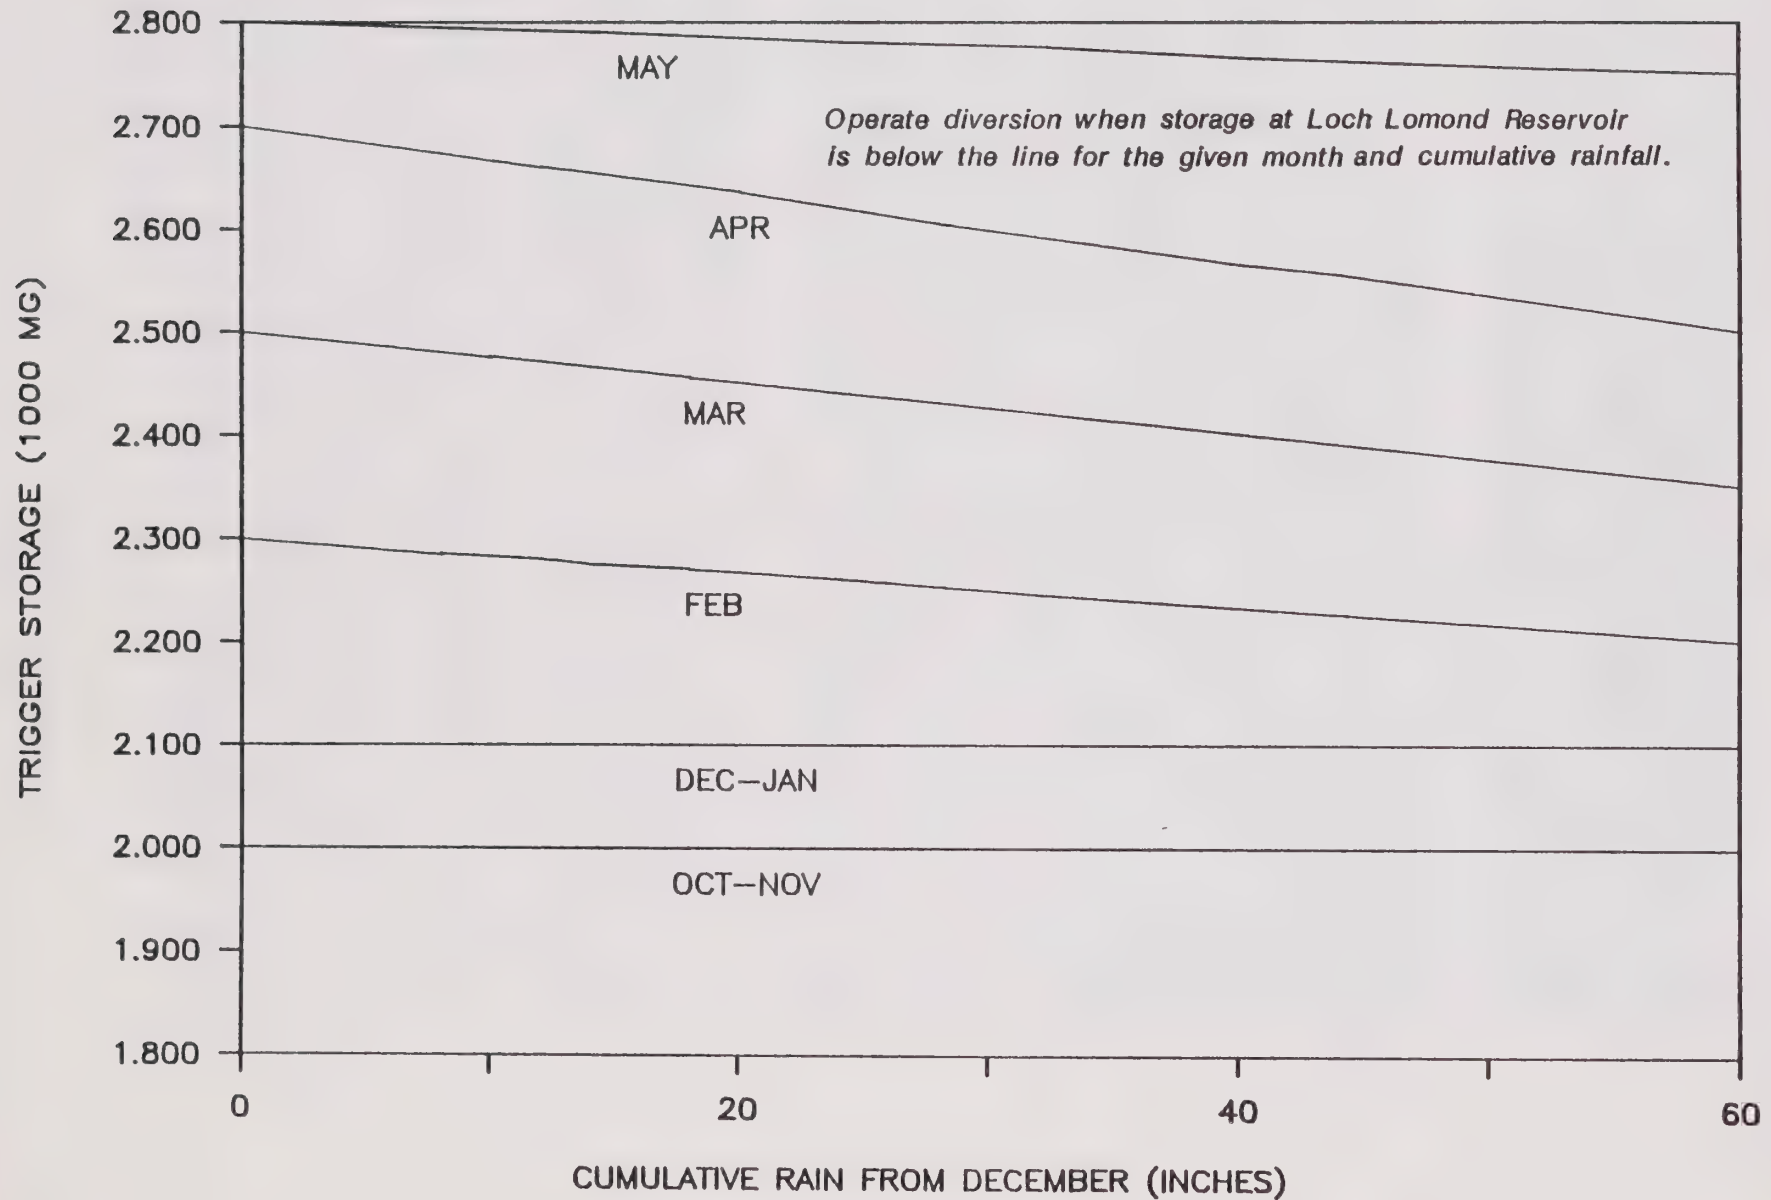 2.800
MAY
Operate diversion when storage at Loch Lomond Reservoir
is below the line for the given month and cumulative rainfall.
2.700
2.600
APR
2.500
MAR
2.400
2.300
FEB
2.200
2.100
DEC–JAN
2.000
OCT–NOV
1.900
1.800
TRIGGER STORAGE (1000 MG)
0
20
40
60
CUMULATIVE RAIN FROM DECEMBER (INCHES)